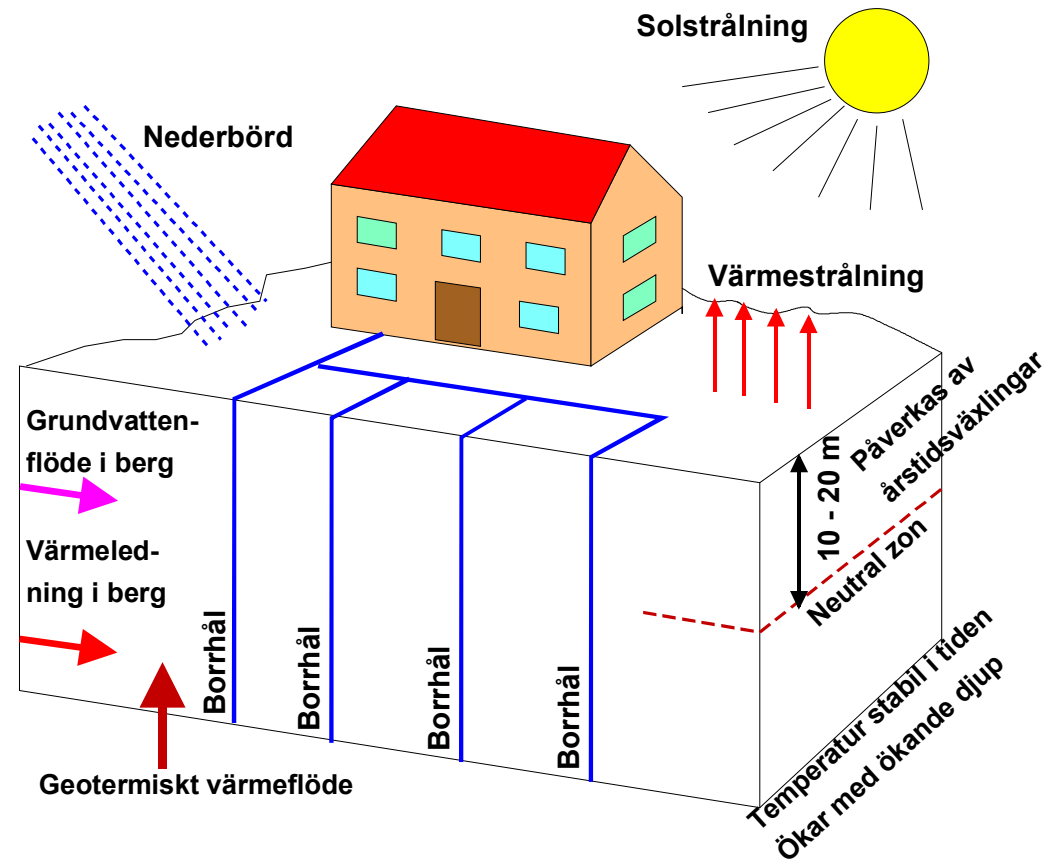 Solstrålning
Nederbörd
Värmestrålning
Grundvatten-
flöde i berg
Värmeled-
ning i berg
Borrhål
Borrhål
Borrhål
Borrhål
10 - 20 m
Påverkas av
årstidsväxlingar
Neutral zon
Temperatur stabil i tiden
Ökar med ökande djup
Geotermiskt värmeflöde